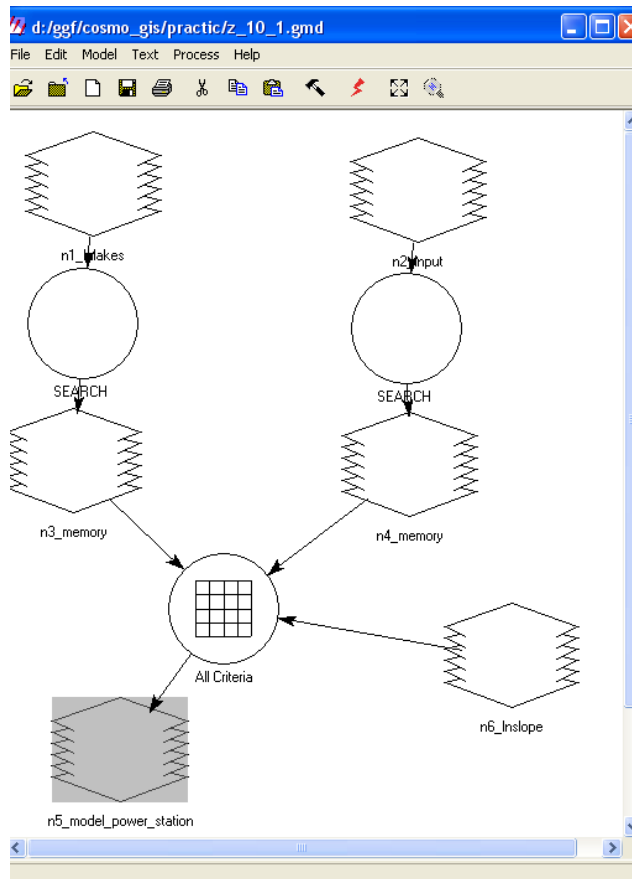 d:/ggf/cosmo_gis/practic/z_10_1.gmd
File Edit Model Text Process Help
n2_Input
SEARCH
SEARCH
n3_memory
n4_memory
All Criteria
n6_lnslope
n5_model_power_station